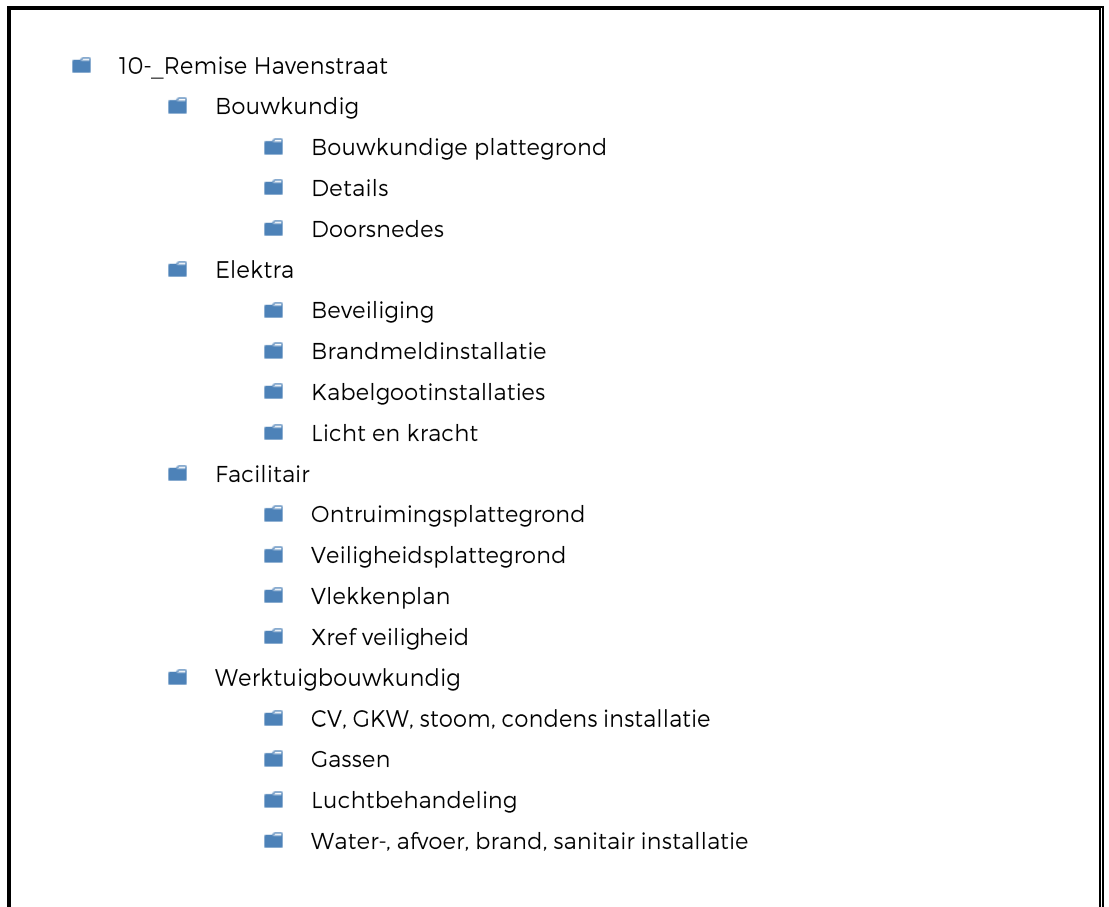 10-_Remise Havenstraat
Bouwkundig
Bouwkundige plattegrond
Details
Doorsnedes
Elektra
Beveiliging
Brandmeldinstallatie
Kabelgootinstallaties
Licht en kracht
Facilitair
Ontruimingsplattegrond
Veiligheidsplattegrond
Vlekkenplan
Xref veiligheid
Werktuigbouwkundig
CV, GKW, stoom, condens installatie
Gassen
Luchtbehandeling
Water-, afvoer, brand, sanitair installatie